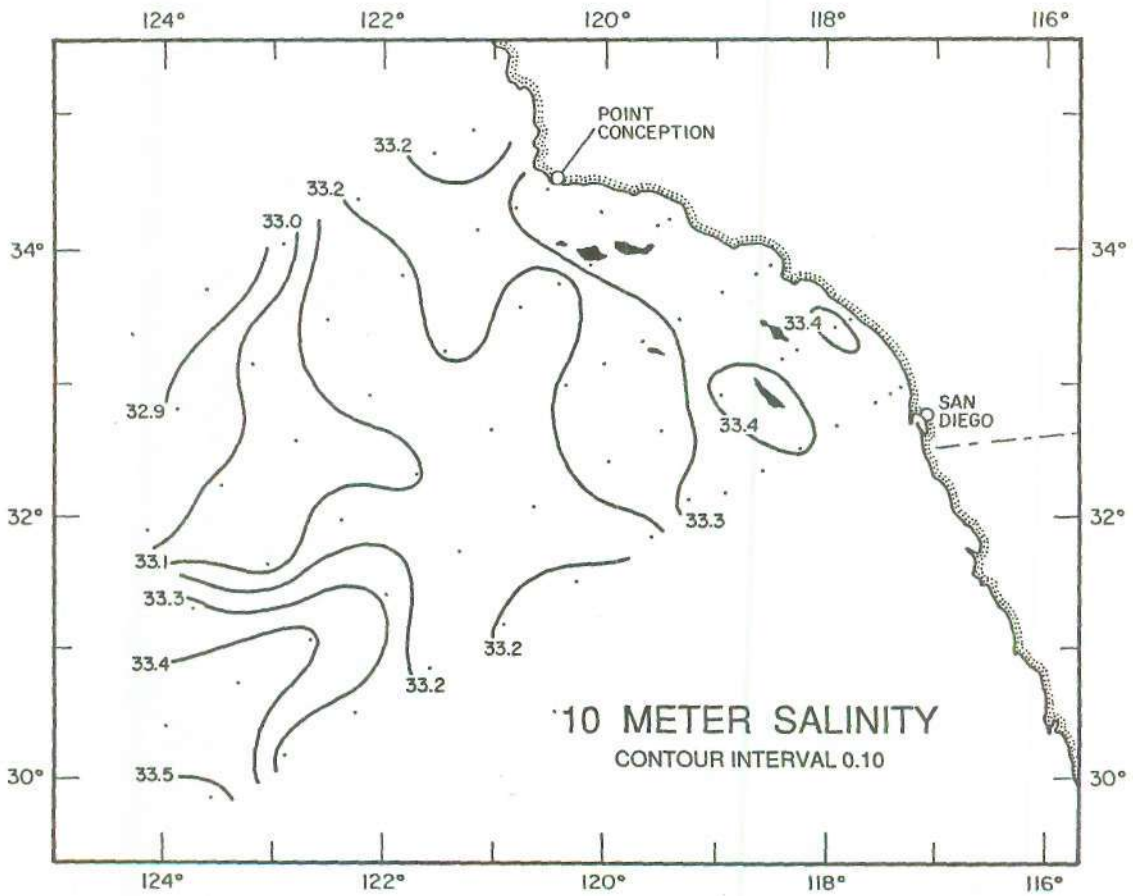 124° 122° 120° 118° 116°
POINT
CONCEPTION
33.2
33.2
33.0
34° 34°
33.4
32.9
SAN
DIEGO
33.4
32° 33.3 32°
33.1
33.3
33.2
33.4
33.2
10 METER SALINITY
CONTOUR INTERVAL 0.10
30° 33.5 30°
124° 122° 120° 118° 116°